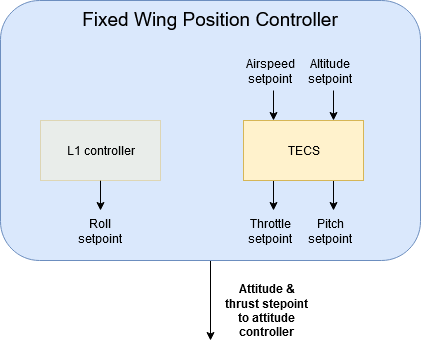 Fixed Wing Position Controller
Airspeed
setpoint
Altitude
setpoint
L1 controller
TECS
Roll
setpoint
Throttle
setpoint
Pitch
setpoint
Attitude &
thrust stepoint
to attitude
controller